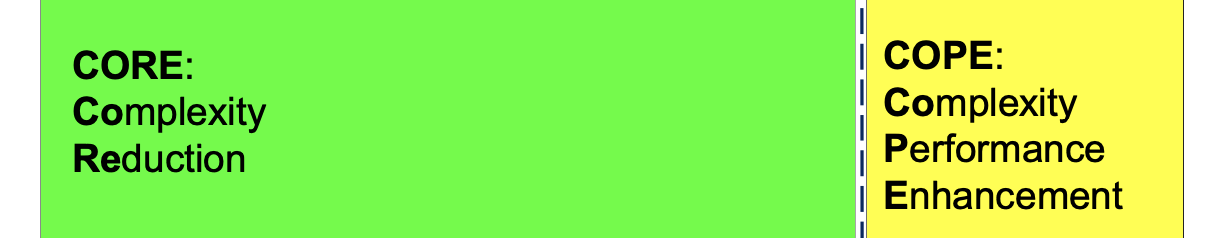 CORE:
Complexity
Reduction
COPE:
Complexity
Performance
Enhancement